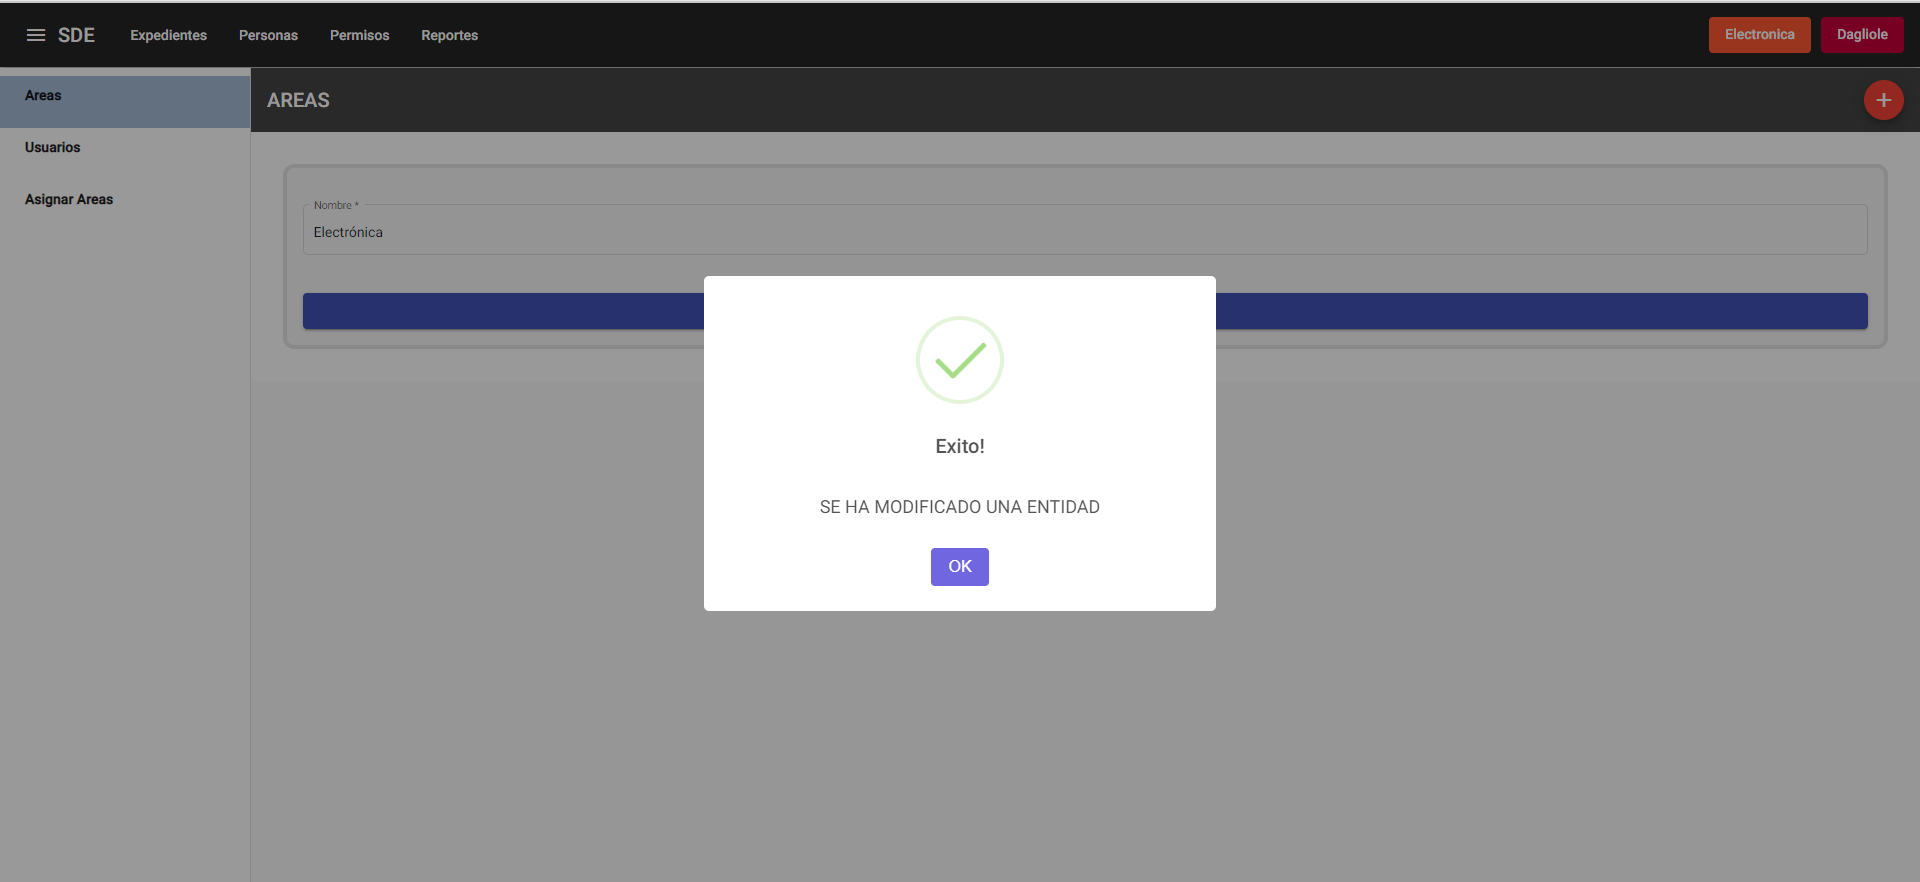 SDE
Expedientes
Personas
Permisos
Reportes
Electronica
Dagliole
Areas
Usuarios
Asignar Areas
AREAS
Nombre *
Electrónica
Exito!
SE HA MODIFICADO UNA ENTIDAD
OK